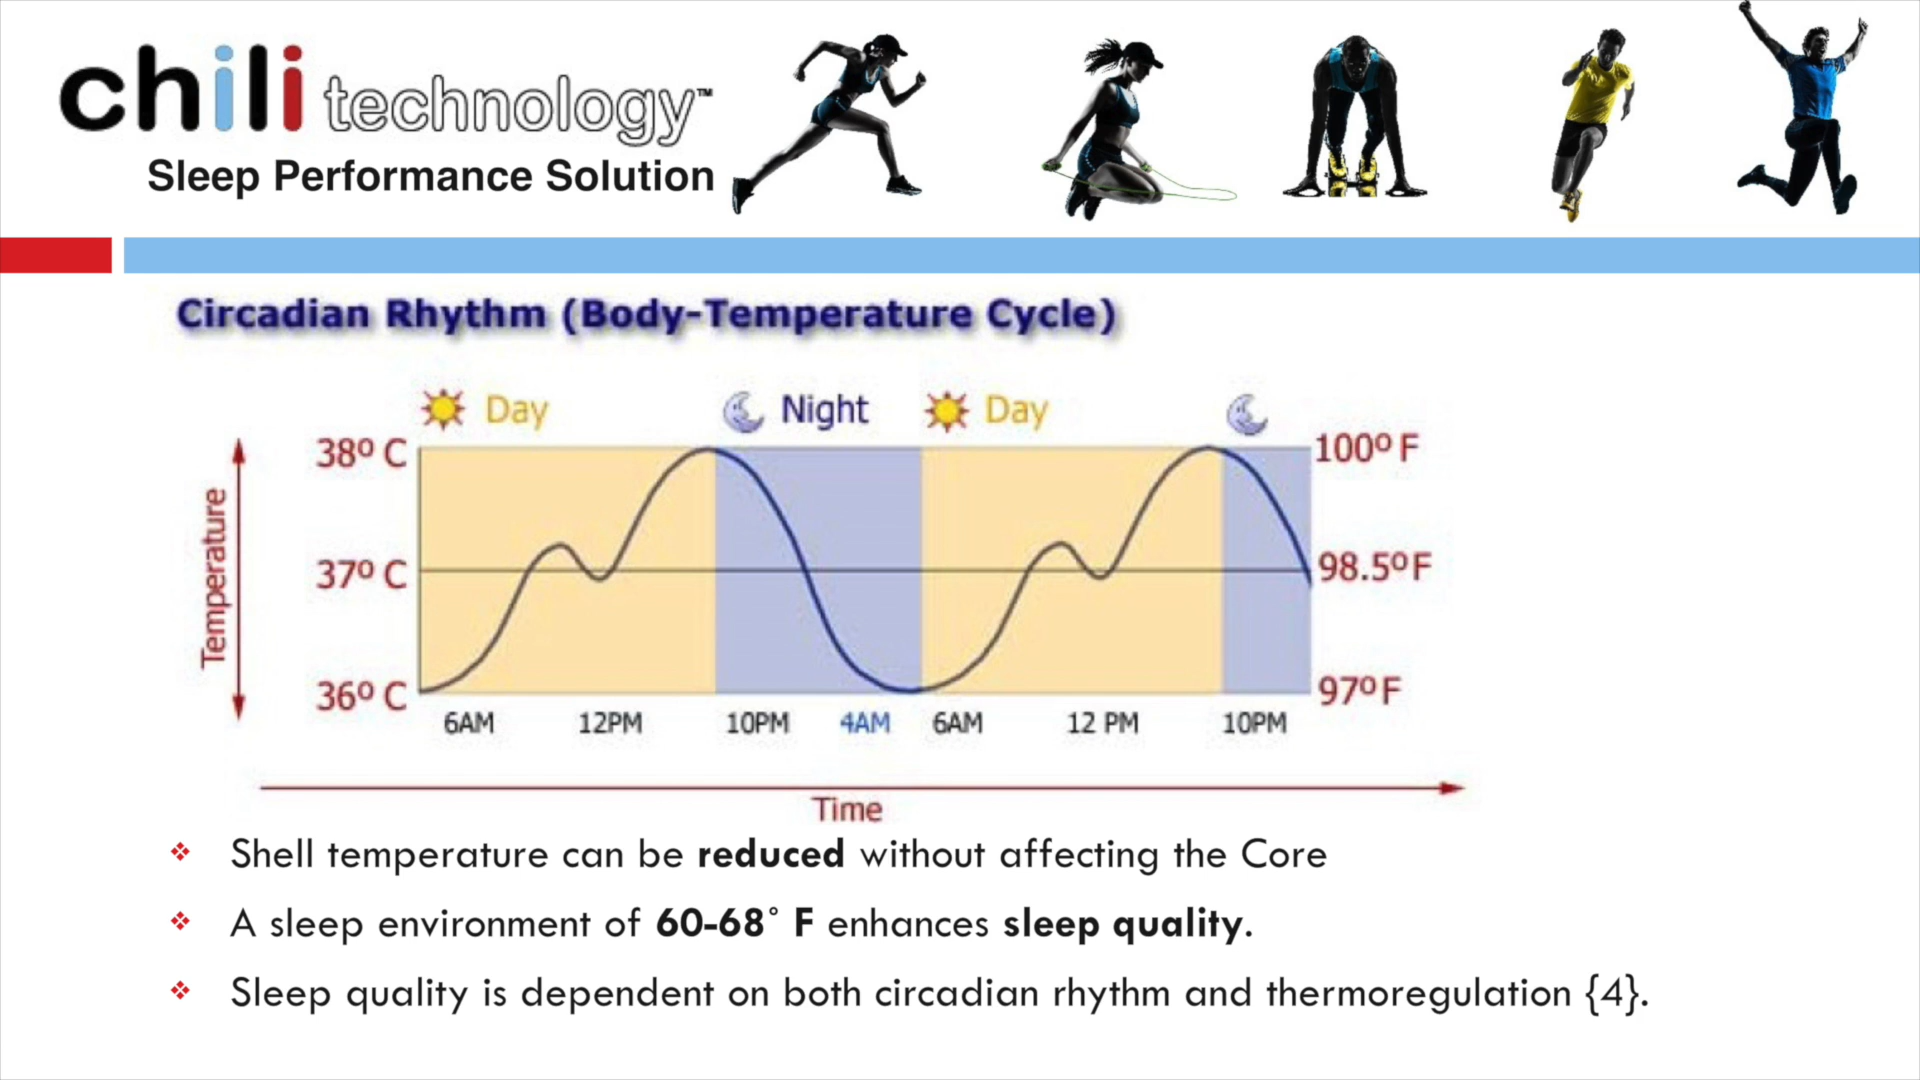 chili technology™
Sleep Performance Solution
Circadian Rhythm (Body-Temperature Cycle)
Day Night Day
38º C 100º F
Temperature
37º C 98.5ºF
36º C 97ºF
6AM 12PM 10PM 4AM 6AM 12 PM 10PM
Time
❖ Shell temperature can be reduced without affecting the Core
❖ A sleep environment of 60-68˚ F enhances sleep quality.
❖ Sleep quality is dependent on both circadian rhythm and thermoregulation {4}.